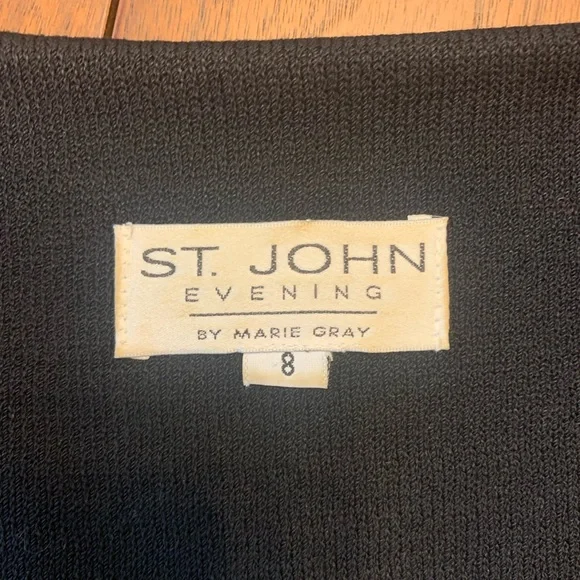 ST. JOHN
EVENING
BY MARIE GRAY
8